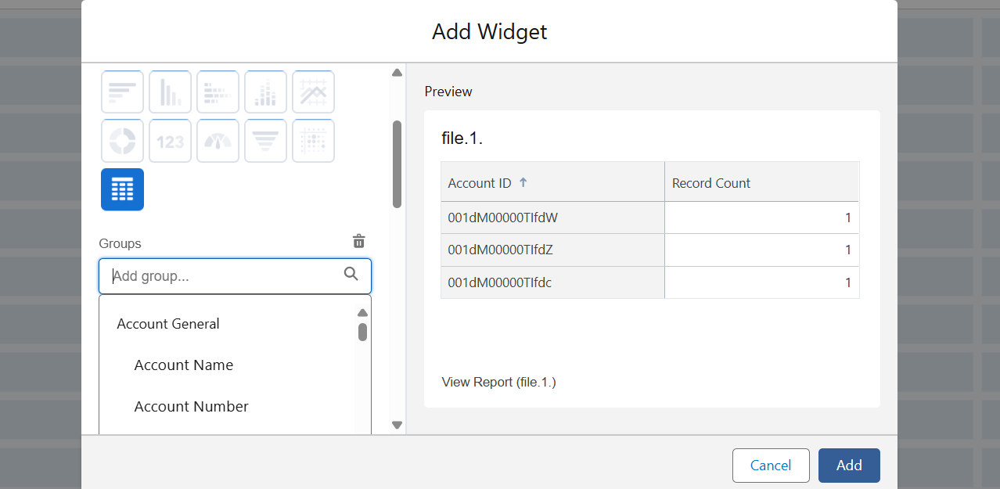 Add Widget
123
Groups
Add group...
Account General
Account Name
Account Number
Preview
file.1.
Account ID Record Count
001dM00000TIfdW 1
001dM00000TIfdZ 1
001dM00000TIfdc 1
View Report (file.1.)
Cancel Add